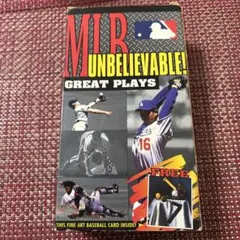 MLB
UNBELIEVABLE!
GREAT PLAYS
16
FREE
THIS FINE ART BASEBALL CARD INSIDE!